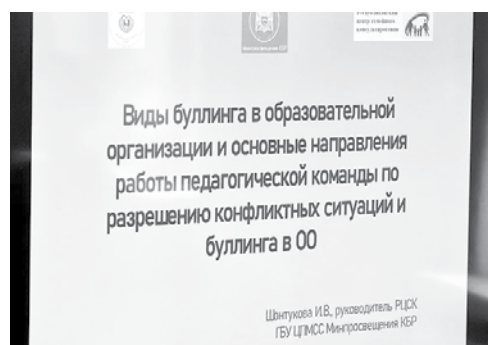 Виды буллинга в образовательной
организации и основные направления
работы педагогической команды по
разрешению конфликтных ситуаций и
буллинга в ОО
Шонтукова И.В., руководитель РЦСК
ГБУ ЦПМСС Минпросвещения КБР